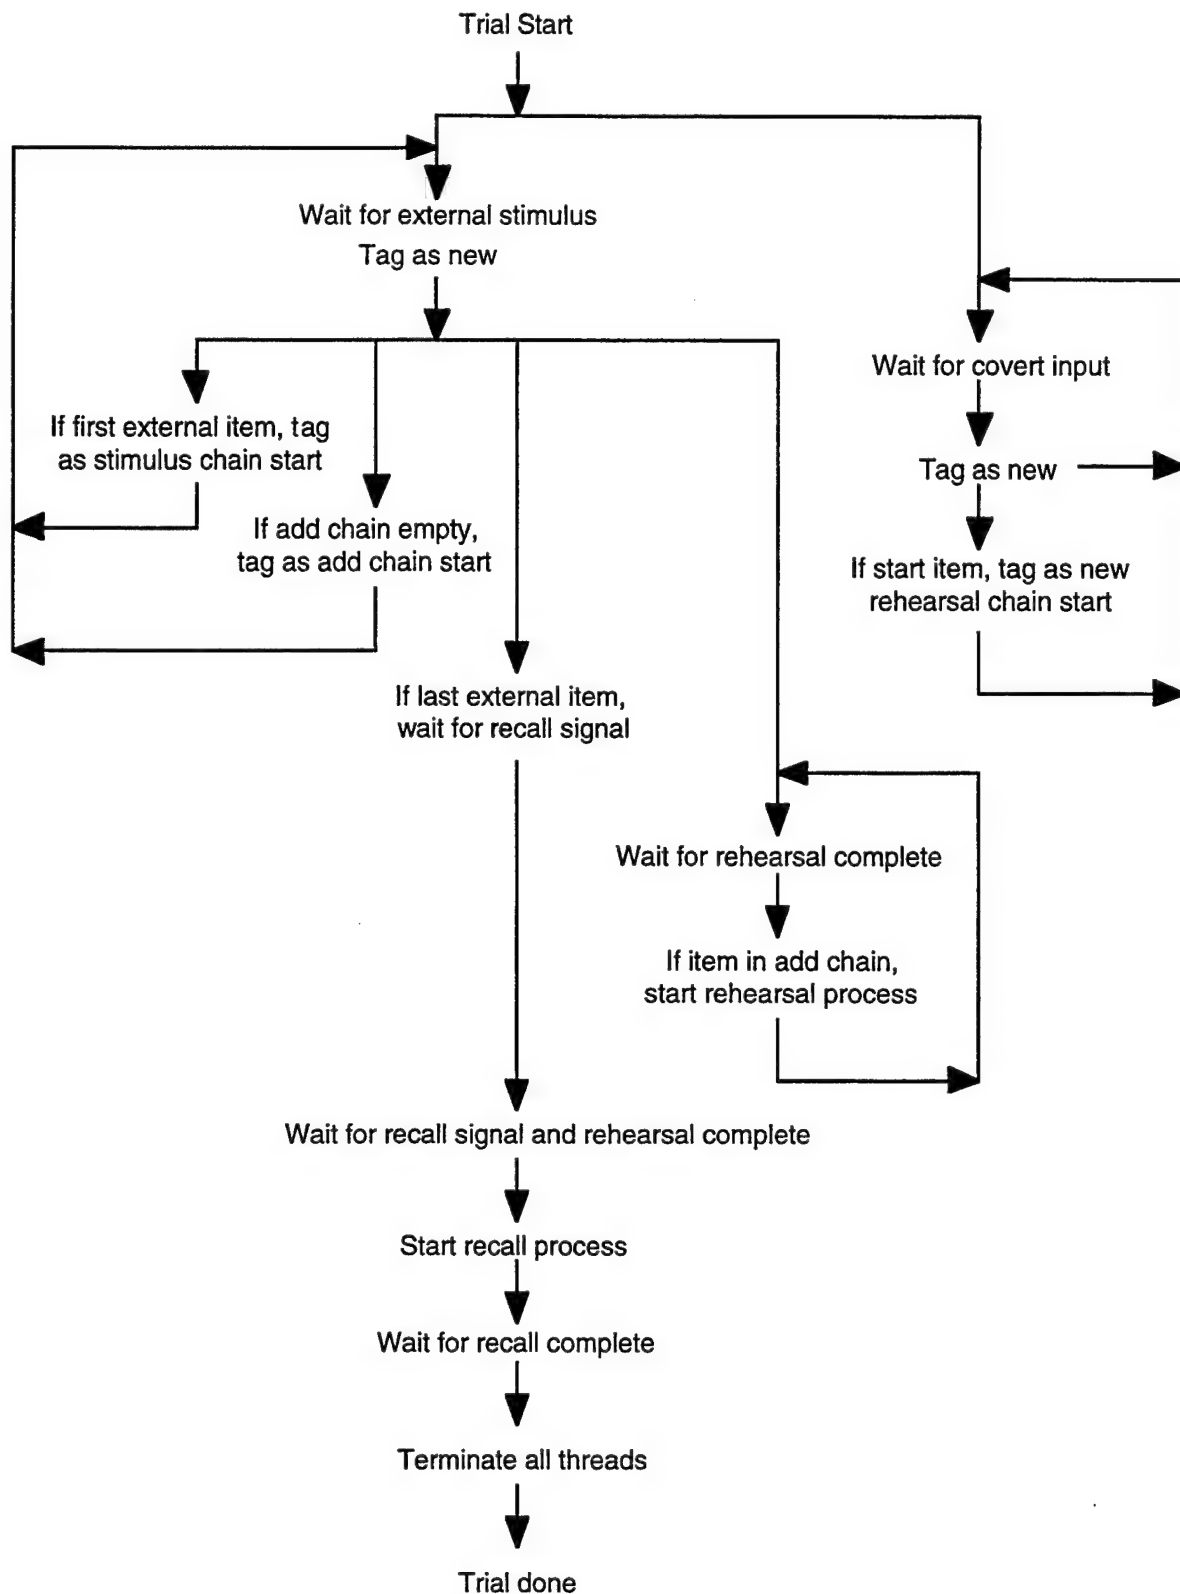 Trial Start
Wait for external stimulus
Tag as new
Wait for covert input
If first external item, tag
as stimulus chain start
Tag as new
If add chain empty,
tag as add chain start
If start item, tag as new
rehearsal chain start
If last external item,
wait for recall signal
Wait for rehearsal complete
If item in add chain,
start rehearsal process
Wait for recall signal and rehearsal complete
Start recall process
Wait for recall complete
Terminate all threads
Trial done